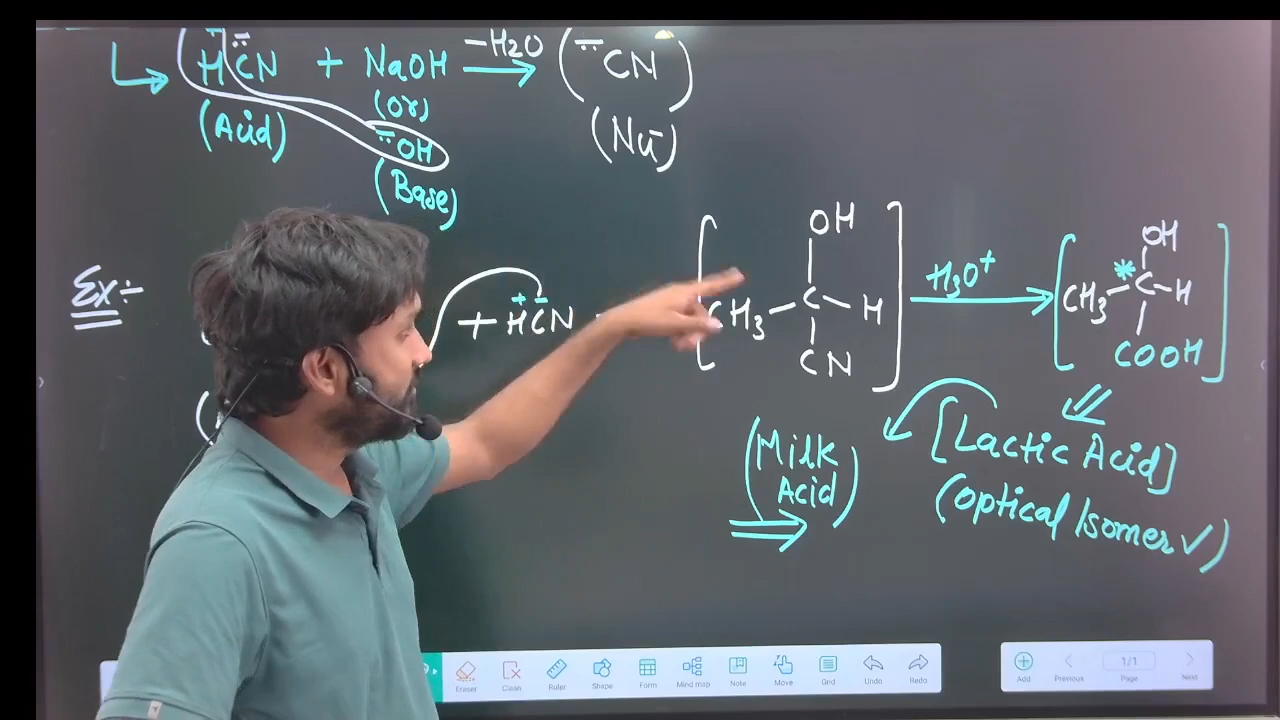 HC̈N + NaOH —H2O (⁻:CN)
(Acid) (or) (Nu⁻)
⁻:OH
(Base)
Ex:-
+ H⁺C⁻N
OH
CH3 – C – H
CN
H3O+
OH
CH3 – C* – H
COOH
[Lactic Acid]
(Milk Acid)
(optical Isomer ✓)
Eraser Clean Ruler Shape Form Mind map Note Move Grid Undo Redo
Add Previous 1/1 Page Next